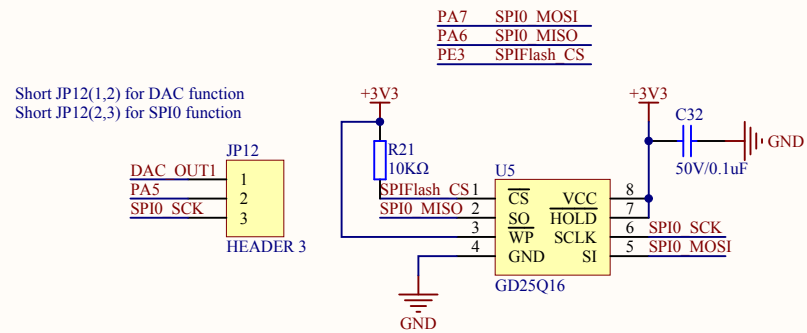 PA7 SPI0_MOSI
PA6 SPI0_MISO
PE3 SPIFlash_CS
Short JP12(1,2) for DAC function
Short JP12(2,3) for SPI0 function
+3V3
+3V3
C32
GND
50V/0.1uF
JP12
DAC_OUT1 1
PA5 2
SPI0_SCK 3
HEADER 3
R21
10KΩ
U5
SPIFlash_CS 1 CS VCC 8
SPI0_MISO 2 SO HOLD 7
3 WP SCLK 6 SPI0_SCK
4 GND SI 5 SPI0_MOSI
GD25Q16
GND